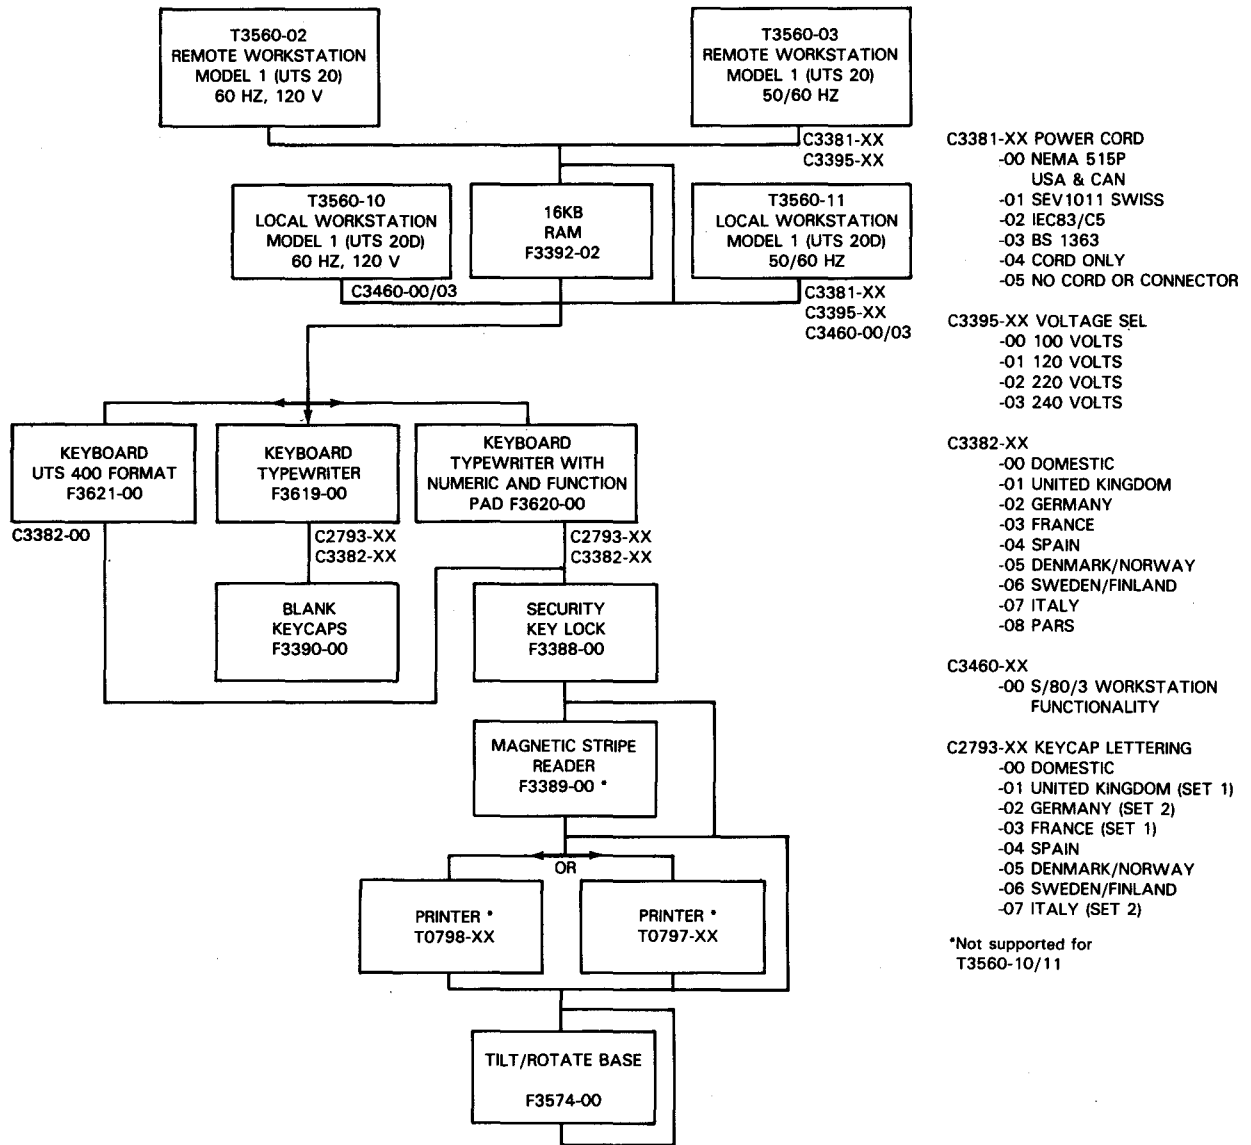 T3560-02
REMOTE WORKSTATION
MODEL 1 (UTS 20)
60 HZ, 120 V
T3560-03
REMOTE WORKSTATION
MODEL 1 (UTS 20)
50/60 HZ
C3381-XX
C3395-XX
T3560-10
LOCAL WORKSTATION
MODEL 1 (UTS 20D)
60 HZ, 120 V
16KB
RAM
F3392-02
T3560-11
LOCAL WORKSTATION
MODEL 1 (UTS 20D)
50/60 HZ
C3460-00/03
C3381-XX
C3395-XX
C3460-00/03
KEYBOARD
UTS 400 FORMAT
F3621-00
KEYBOARD
TYPEWRITER
F3619-00
KEYBOARD
TYPEWRITER WITH
NUMERIC AND FUNCTION
PAD F3620-00
C3382-00
C2793-XX
C3382-XX
C2793-XX
C3382-XX
BLANK
KEYCAPS
F3390-00
SECURITY
KEY LOCK
F3388-00
MAGNETIC STRIPE
READER
F3389-00 *
OR
PRINTER *
T0798-XX
PRINTER *
T0797-XX
TILT/ROTATE BASE
F3574-00
C3381-XX POWER CORD
-00 NEMA 515P
USA & CAN
-01 SEV1011 SWISS
-02 IEC83/C5
-03 BS 1363
-04 CORD ONLY
-05 NO CORD OR CONNECTOR
C3395-XX VOLTAGE SEL
-00 100 VOLTS
-01 120 VOLTS
-02 220 VOLTS
-03 240 VOLTS
C3382-XX
-00 DOMESTIC
-01 UNITED KINGDOM
-02 GERMANY
-03 FRANCE
-04 SPAIN
-05 DENMARK/NORWAY
-06 SWEDEN/FINLAND
-07 ITALY
-08 PARS
C3460-XX
-00 S/80/3 WORKSTATION
FUNCTIONALITY
C2793-XX KEYCAP LETTERING
-00 DOMESTIC
-01 UNITED KINGDOM (SET 1)
-02 GERMANY (SET 2)
-03 FRANCE (SET 1)
-04 SPAIN
-05 DENMARK/NORWAY
-06 SWEDEN/FINLAND
-07 ITALY (SET 2)
*Not supported for
T3560-10/11